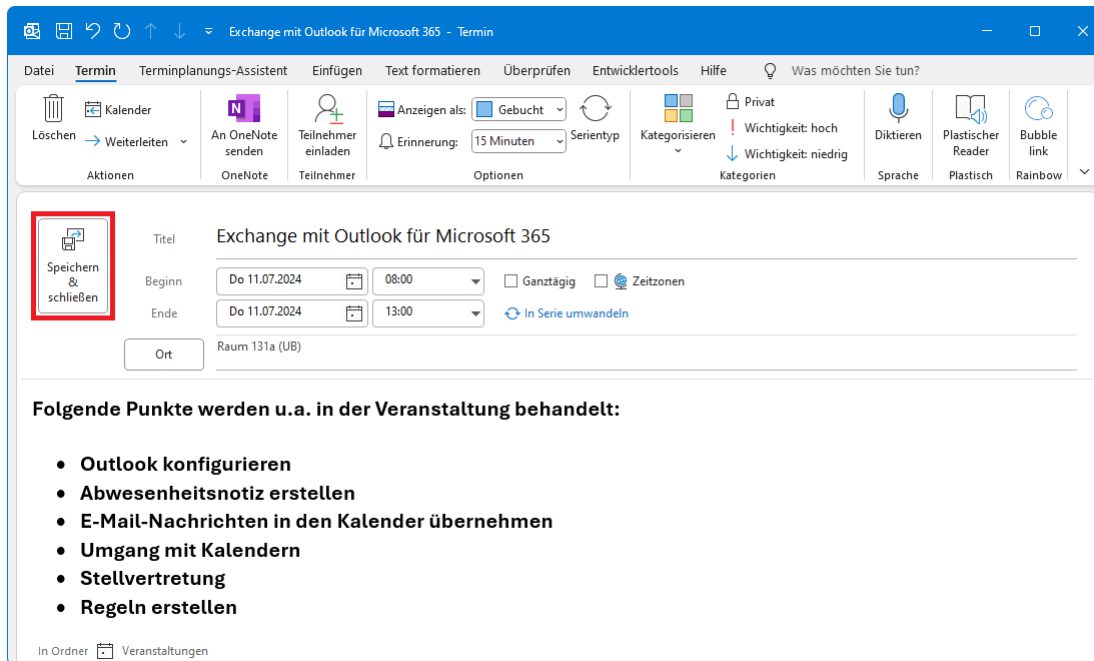 Exchange mit Outlook für Microsoft 365 - Termin
Datei Termin Terminplanungs-Assistent Einfügen Text formatieren Überprüfen Entwicklertools Hilfe Was möchten Sie tun?
Löschen
Kalender
Weiterleiten
Aktionen
An OneNote
senden
OneNote
Teilnehmer
einladen
Teilnehmer
Anzeigen als: Gebucht
Erinnerung: 15 Minuten
Serientyp
Optionen
Kategorisieren
Privat
Wichtigkeit: hoch
Wichtigkeit: niedrig
Kategorien
Diktieren
Sprache
Plastischer
Reader
Plastisch
Bubble
link
Rainbow
Speichern
&
schließen
Titel Exchange mit Outlook für Microsoft 365
Beginn Do 11.07.2024 08:00 Ganztägig Zeitzonen
Ende Do 11.07.2024 13:00 In Serie umwandeln
Ort Raum 131a (UB)
Folgende Punkte werden u.a. in der Veranstaltung behandelt:
• Outlook konfigurieren
• Abwesenheitsnotiz erstellen
• E-Mail-Nachrichten in den Kalender übernehmen
• Umgang mit Kalendern
• Stellvertretung
• Regeln erstellen
In Ordner Veranstaltungen